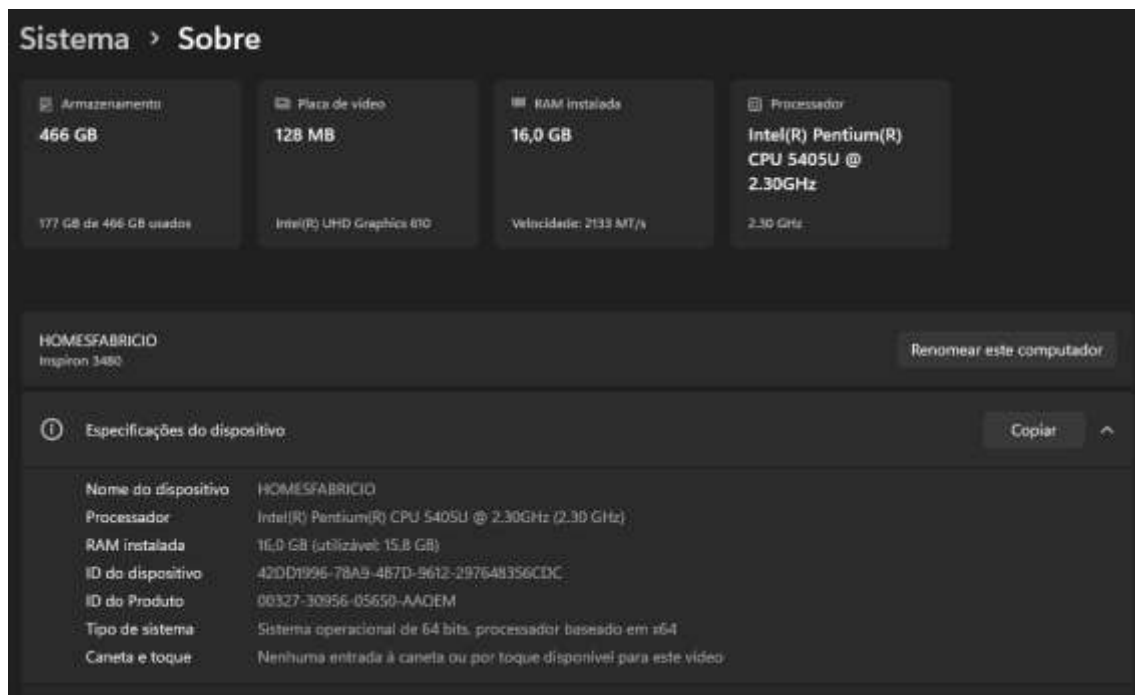 Sistema > Sobre
Armazenamento
466 GB
177 GB de 466 GB usados
Placa de vídeo
128 MB
Intel(R) UHD Graphics 610
RAM instalada
16,0 GB
Velocidade: 2133 MT/s
Processador
Intel(R) Pentium(R)
CPU 5405U @
2.30GHz
2.30 GHz
HOMESFABRICIO
Inspiron 3480
Renomear este computador
Especificações do dispositivo
Copiar
Nome do dispositivo HOMESFABRICIO
Processador Intel(R) Pentium(R) CPU 5405U @ 2.30GHz (2.30 GHz)
RAM instalada 16,0 GB (utilizável: 15,8 GB)
ID do dispositivo 42DD1996-78A9-487D-9612-297648356CDC
ID do Produto 00327-30956-05650-AAOEM
Tipo de sistema Sistema operacional de 64 bits, processador baseado em x64
Caneta e toque Nenhuma entrada à caneta ou por toque disponível para este vídeo